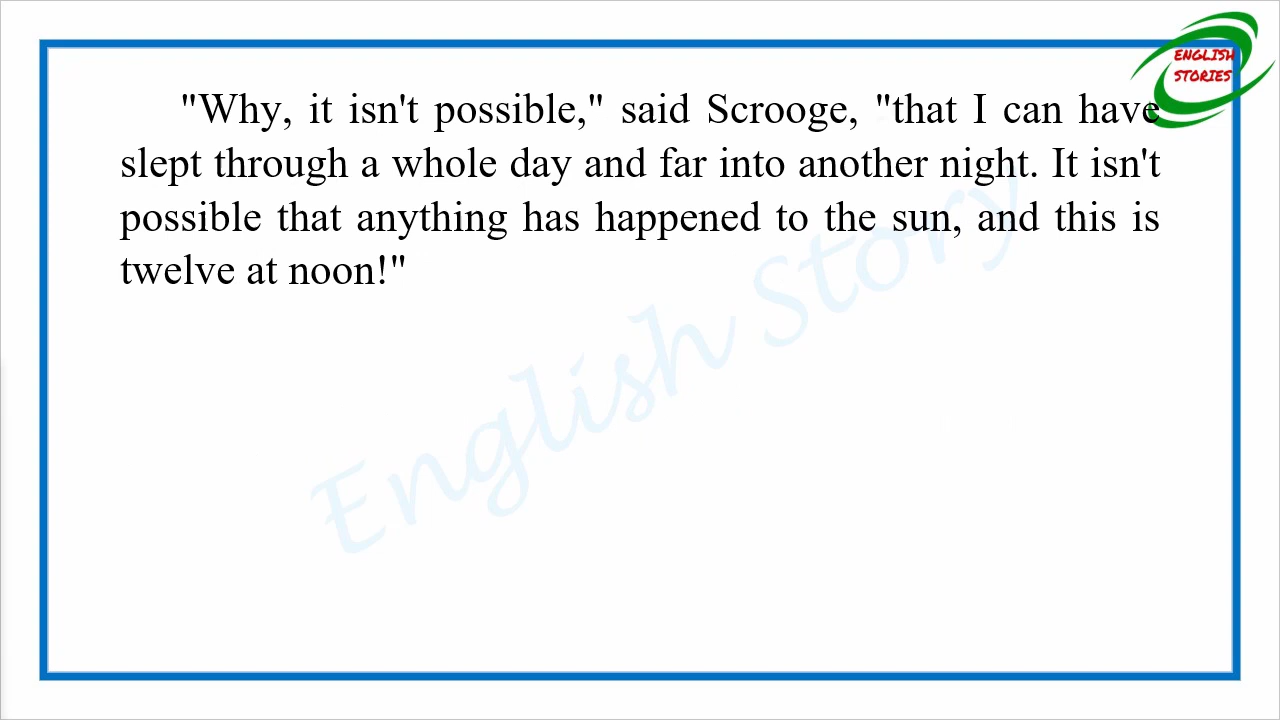 ENGLISH
STORIES
"Why, it isn't possible," said Scrooge, "that I can have
slept through a whole day and far into another night. It isn't
possible that anything has happened to the sun, and this is
twelve at noon!"
English Story